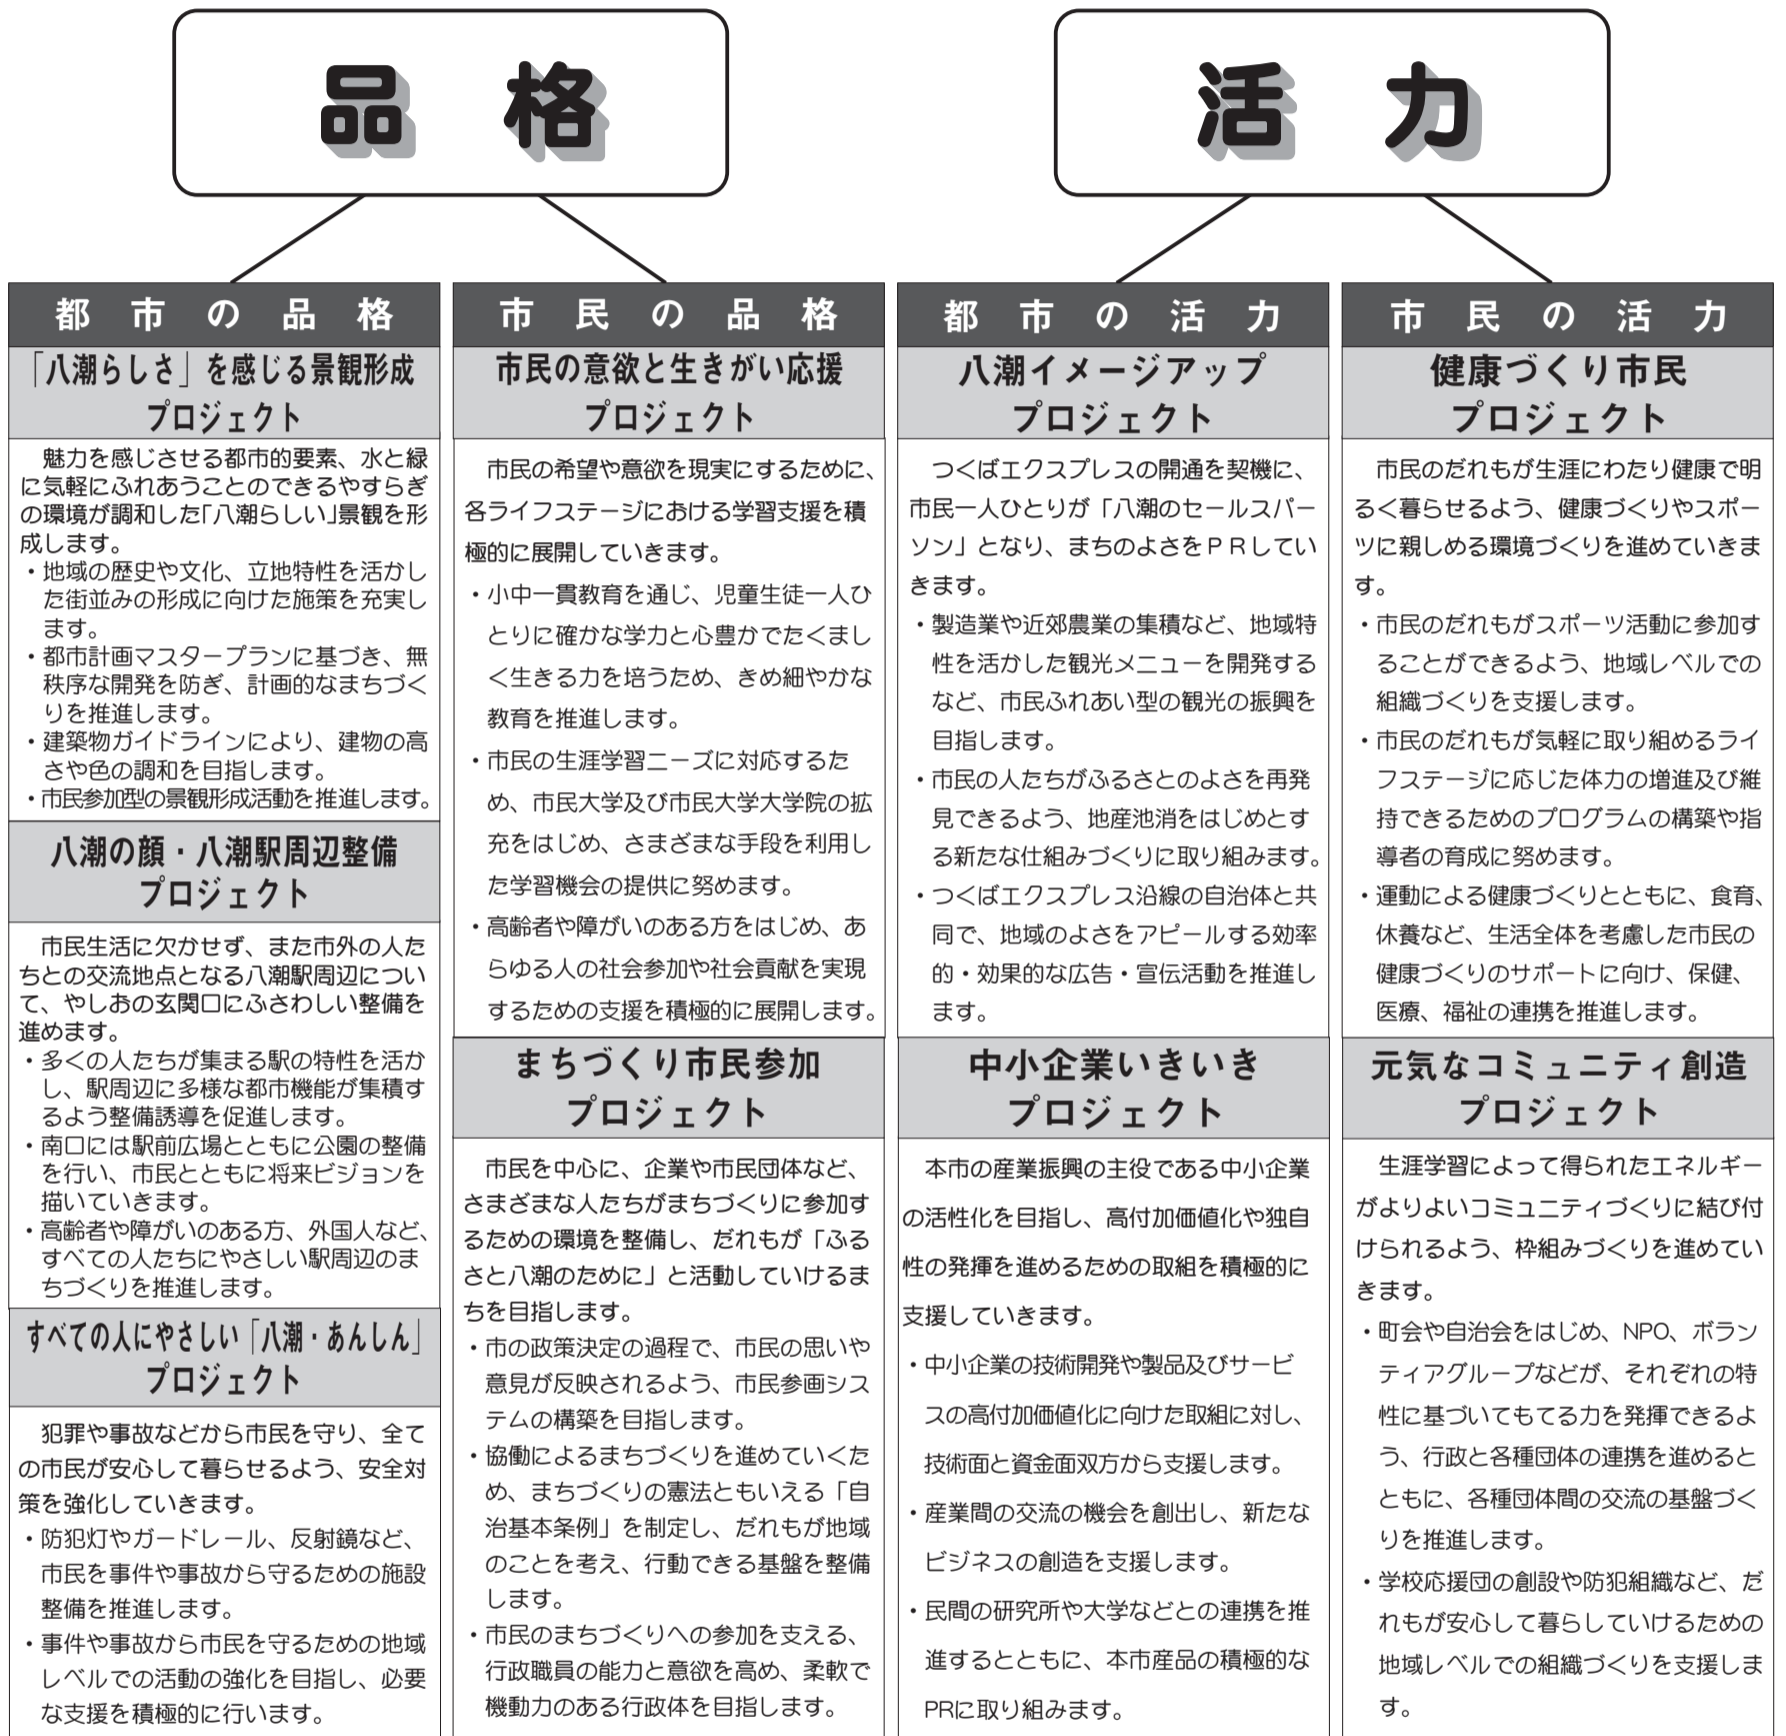 品格
活力
都市の品格
「八潮らしさ」を感じる景観形成
プロジェクト
魅力を感じさせる都市的要素、水と緑
に気軽にふれあうことのできるやすらぎ
の環境が調和した「八潮らしい」景観を形
成します。
・地域の歴史や文化、立地特性を活かし
た街並みの形成に向けた施策を充実し
ます。
・都市計画マスタープランに基づき、無
秩序な開発を防ぎ、計画的なまちづく
りを推進します。
・建築物ガイドラインにより、建物の高
さや色の調和を目指します。
・市民参加型の景観形成活動を推進します。
八潮の顔・八潮駅周辺整備
プロジェクト
市民生活に欠かせず、また市外の人た
ちとの交流地点となる八潮駅周辺につい
て、やしおの玄関口にふさわしい整備を
進めます。
・多くの人たちが集まる駅の特性を活か
し、駅周辺に多様な都市機能が集積す
るよう整備誘導を促進します。
・南口には駅前広場とともに公園の整備
を行い、市民とともに将来ビジョンを
描いていきます。
・高齢者や障がいのある方、外国人など、
すべての人たちにやさしい駅周辺のま
ちづくりを推進します。
すべての人にやさしい「八潮・あんしん」
プロジェクト
犯罪や事故などから市民を守り、全て
の市民が安心して暮らせるよう、安全対
策を強化していきます。
・防犯灯やガードレール、反射鏡など、
市民を事件や事故から守るための施設
整備を推進します。
・事件や事故から市民を守るための地域
レベルでの活動の強化を目指し、必要
な支援を積極的に行います。
市民の品格
市民の意欲と生きがい応援
プロジェクト
市民の希望や意欲を現実にするために、
各ライフステージにおける学習支援を積
極的に展開していきます。
・小中一貫教育を通じ、児童生徒一人ひ
とりに確かな学力と心豊かでたくまし
く生きる力を培うため、きめ細やかな
教育を推進します。
・市民の生涯学習ニーズに対応するた
め、市民大学及び市民大学大学院の拡
充をはじめ、さまざまな手段を利用し
た学習機会の提供に努めます。
・高齢者や障がいのある方をはじめ、あ
らゆる人の社会参加や社会貢献を実現
するための支援を積極的に展開します。
まちづくり市民参加
プロジェクト
市民を中心に、企業や市民団体など、
さまざまな人たちがまちづくりに参加す
るための環境を整備し、だれもが「ふる
さと八潮のために」と活動していけるま
ちを目指します。
・市の政策決定の過程で、市民の思いや
意見が反映されるよう、市民参画シス
テムの構築を目指します。
・協働によるまちづくりを進めていくた
め、まちづくりの憲法ともいえる「自
治基本条例」を制定し、だれもが地域
のことを考え、行動できる基盤を整備
します。
・市民のまちづくりへの参加を支える、
行政職員の能力と意欲を高め、柔軟で
機動力のある行政体を目指します。
都市の活力
八潮イメージアップ
プロジェクト
つくばエクスプレスの開通を契機に、
市民一人ひとりが「八潮のセールスパー
ソン」となり、まちのよさをＰＲしてい
きます。
・製造業や近郊農業の集積など、地域特
性を活かした観光メニューを開発する
など、市民ふれあい型の観光の振興を
目指します。
・市民の人たちがふるさとのよさを再発
見できるよう、地産池消をはじめとす
る新たな仕組みづくりに取り組みます。
・つくばエクスプレス沿線の自治体と共
同で、地域のよさをアピールする効率
的・効果的な広告・宣伝活動を推進し
ます。
中小企業いきいき
プロジェクト
本市の産業振興の主役である中小企業
の活性化を目指し、高付加価値化や独自
性の発揮を進めるための取組を積極的に
支援していきます。
・中小企業の技術開発や製品及びサービ
スの高付加価値化に向けた取組に対し、
技術面と資金面双方から支援します。
・産業間の交流の機会を創出し、新たな
ビジネスの創造を支援します。
・民間の研究所や大学などとの連携を推
進するとともに、本市産品の積極的な
PRに取り組みます。
市民の活力
健康づくり市民
プロジェクト
市民のだれもが生涯にわたり健康で明
るく暮らせるよう、健康づくりやスポー
ツに親しめる環境づくりを進めていきま
す。
・市民のだれもがスポーツ活動に参加す
ることができるよう、地域レベルでの
組織づくりを支援します。
・市民のだれもが気軽に取り組めるライ
フステージに応じた体力の増進及び維
持できるためのプログラムの構築や指
導者の育成に努めます。
・運動による健康づくりとともに、食育、
休養など、生活全体を考慮した市民の
健康づくりのサポートに向け、保健、
医療、福祉の連携を推進します。
元気なコミュニティ創造
プロジェクト
生涯学習によって得られたエネルギー
がよりよいコミュニティづくりに結び付
けられるよう、枠組みづくりを進めてい
きます。
・町会や自治会をはじめ、NPO、ボラン
ティアグループなどが、それぞれの特
性に基づいてもてる力を発揮できるよ
う、行政と各種団体の連携を進めると
ともに、各種団体間の交流の基盤づく
りを推進します。
・学校応援団の創設や防犯組織など、だ
れもが安心して暮らしていけるための
地域レベルでの組織づくりを支援しま
す。